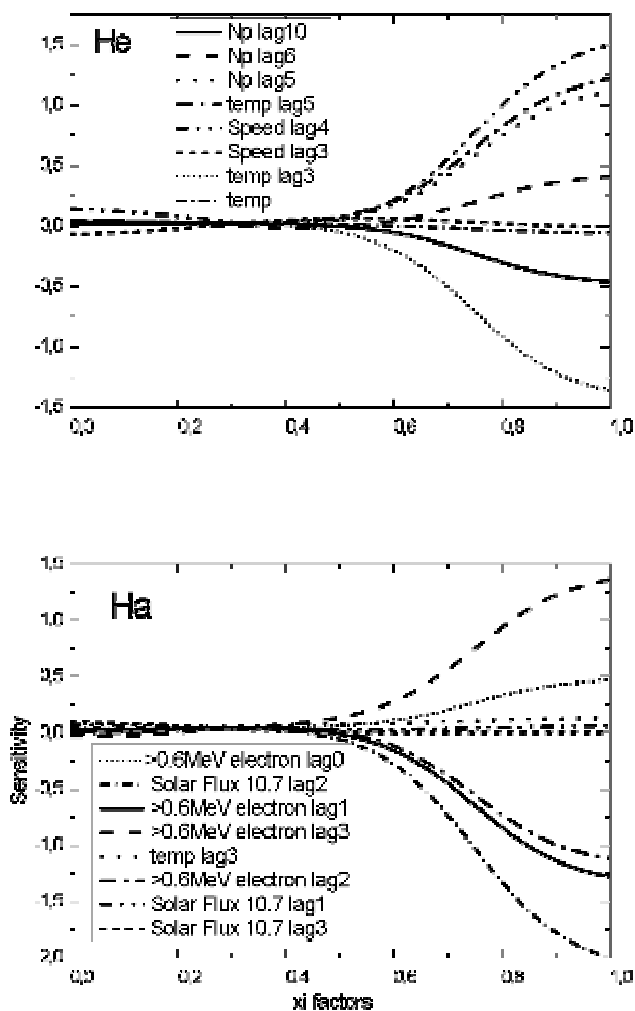 He
Np lag10
Np lag6
Np lag5
temp lag5
Speed lag4
Speed lag3
temp lag3
temp
1,5
1,0
0,5
0,0
-0,5
-1,0
-1,5
0,0 0,2 0,4 0,6 0,8 1,0
Ha
1,5
1,0
0,5
0,0
-0,5
-1,0
-1,5
2,0
Sensitivity
>0.6MeV electron lag0
Solar Flux 10.7 lag2
>0.6MeV electron lag1
>0.6MeV electron lag3
temp lag3
>0.6MeV electron lag2
Solar Flux 10.7 lag1
Solar Flux 10.7 lag3
0,0 0,2 0,4 0,6 0,8 1,0
xi factors